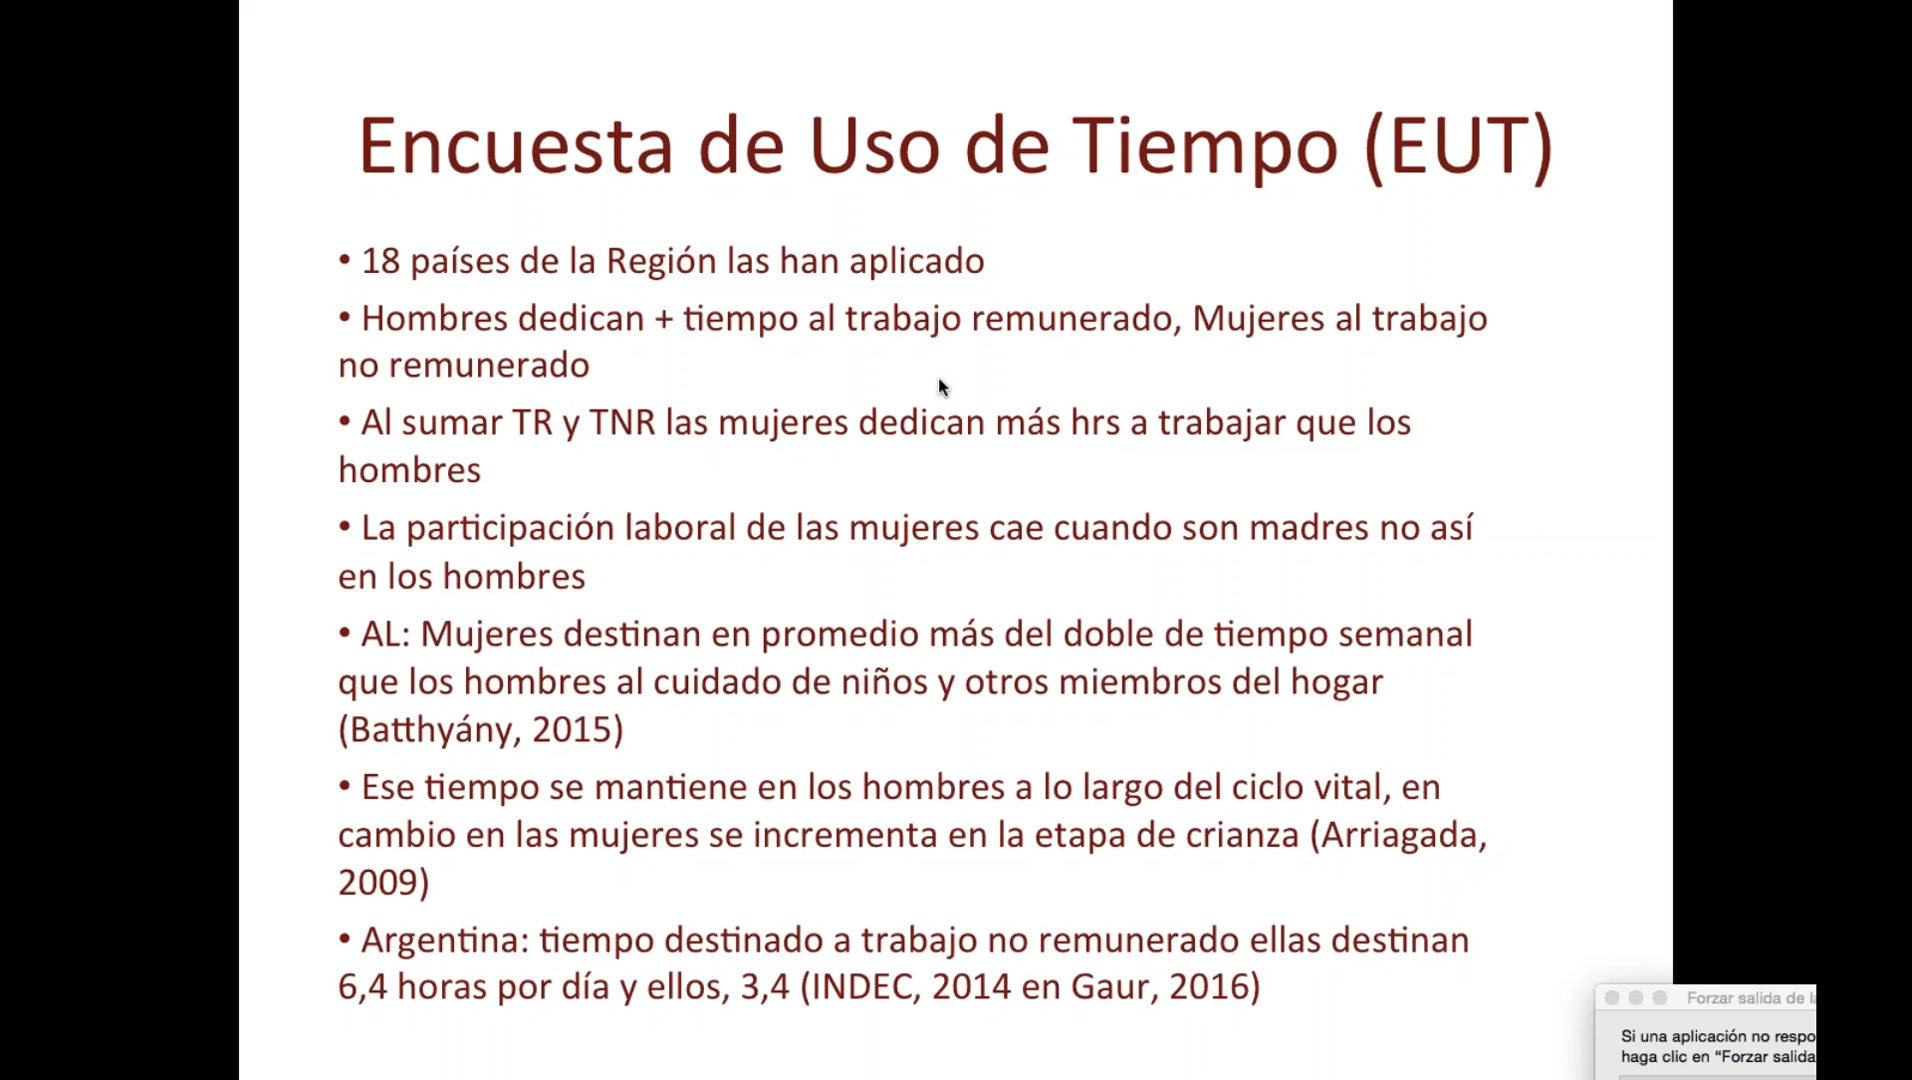 Encuesta de Uso de Tiempo (EUT)
• 18 países de la Región las han aplicado
• Hombres dedican + tiempo al trabajo remunerado, Mujeres al trabajo
no remunerado
• Al sumar TR y TNR las mujeres dedican más hrs a trabajar que los
hombres
• La participación laboral de las mujeres cae cuando son madres no así
en los hombres
• AL: Mujeres destinan en promedio más del doble de tiempo semanal
que los hombres al cuidado de niños y otros miembros del hogar
(Batthyány, 2015)
• Ese tiempo se mantiene en los hombres a lo largo del ciclo vital, en
cambio en las mujeres se incrementa en la etapa de crianza (Arriagada,
2009)
• Argentina: tiempo destinado a trabajo no remunerado ellas destinan
6,4 horas por día y ellos, 3,4 (INDEC, 2014 en Gaur, 2016)
Forzar salida de
Si una aplicación no respo
haga clic en “Forzar salida